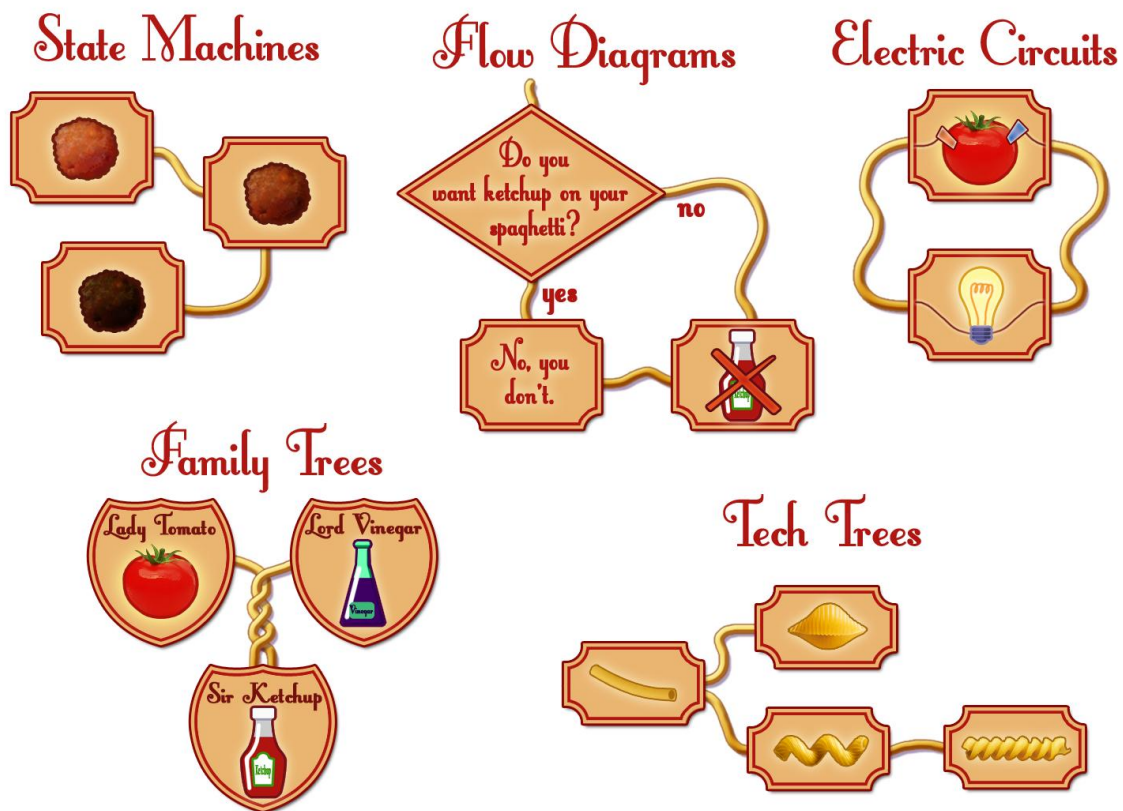 State Machines
Flow Diagrams
Electric Circuits
Do you
want ketchup on your
spaghetti?
no
yes
No, you
don't.
Ketchup
Family Trees
Lady Tomato
Lord Vinegar
Vinegar
Sir Ketchup
Ketchup
Tech Trees